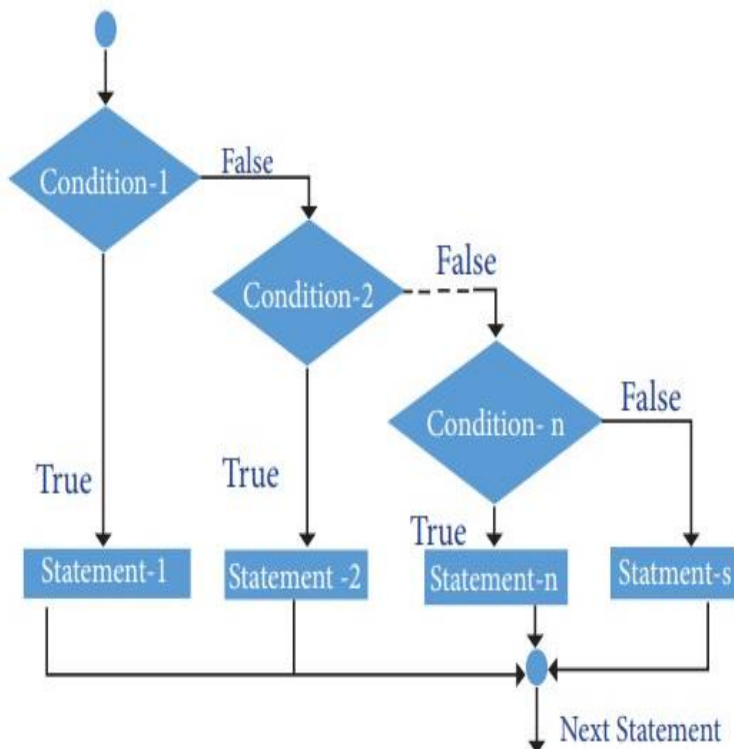 Condition-1
False
Condition-2
False
Condition- n
False
True
True
True
Statement-1
Statement -2
Statement-n
Statment-s
Next Statement